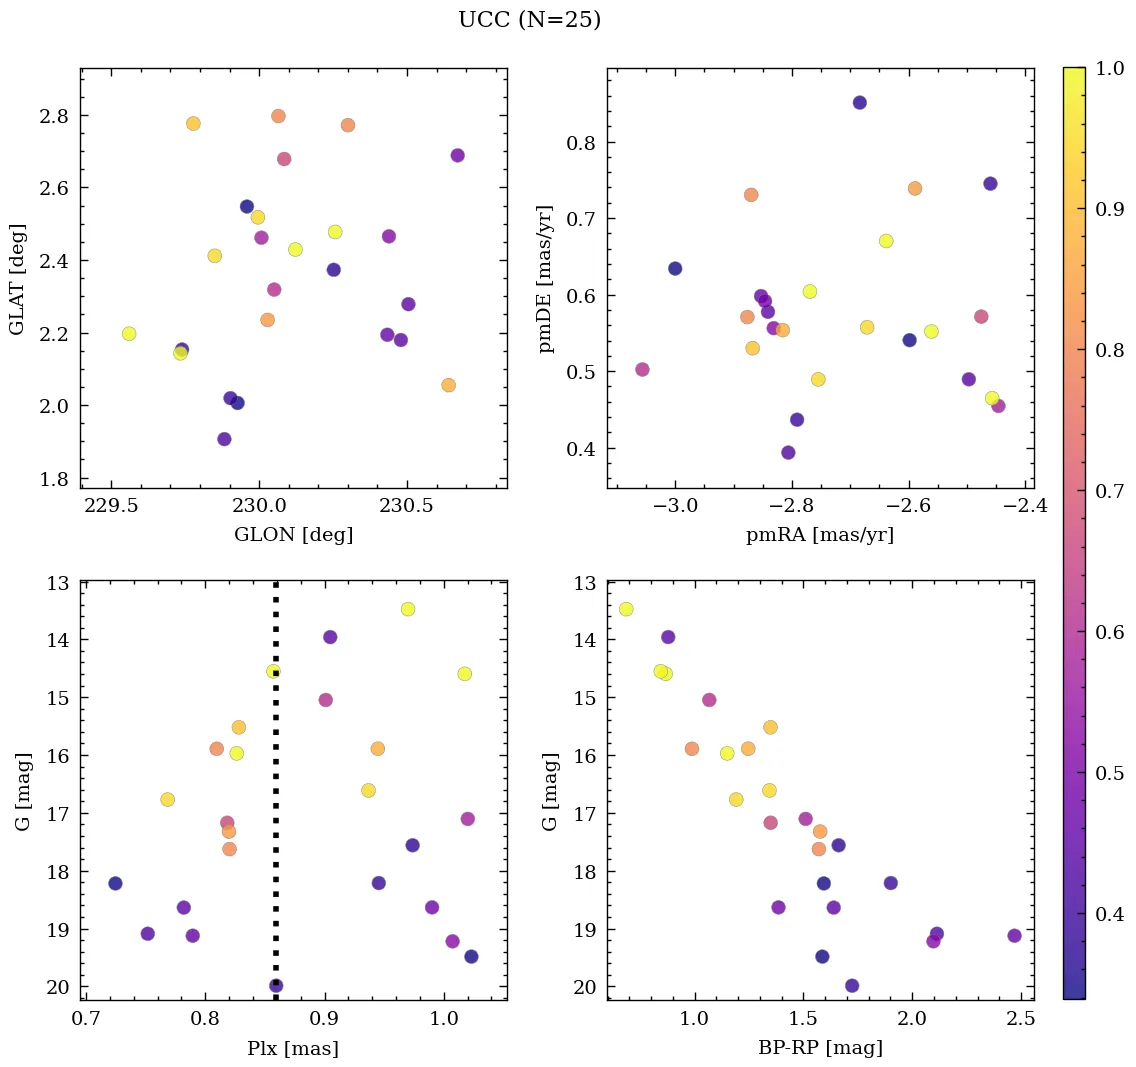 UCC (N=25)
2.8
2.6
2.4
2.2
2.0
1.8
GLAT [deg]
229.5 230.0 230.5
GLON [deg]
0.8
0.7
0.6
0.5
0.4
pmDE [mas/yr]
−3.0 −2.8 −2.6 −2.4
pmRA [mas/yr]
13
14
15
16
17
18
19
20
G [mag]
0.7 0.8 0.9 1.0
Plx [mas]
13
14
15
16
17
18
19
20
G [mag]
1.0 1.5 2.0 2.5
BP-RP [mag]
1.0
0.9
0.8
0.7
0.6
0.5
0.4